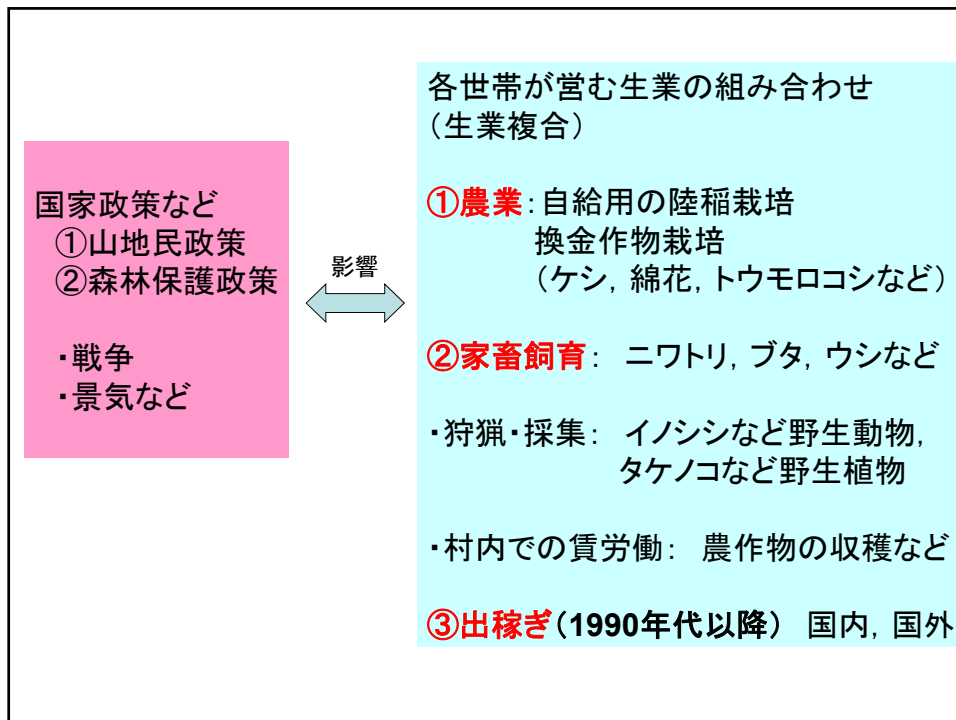 国家政策など
①山地民政策
②森林保護政策
・戦争
・景気など
影響
各世帯が営む生業の組み合わせ
（生業複合）
①農業：自給用の陸稲栽培
換金作物栽培
（ケシ，綿花，トウモロコシなど）
②家畜飼育： ニワトリ，ブタ，ウシなど
・狩猟・採集： イノシシなど野生動物，
タケノコなど野生植物
・村内での賃労働： 農作物の収穫など
③出稼ぎ（1990年代以降） 国内，国外